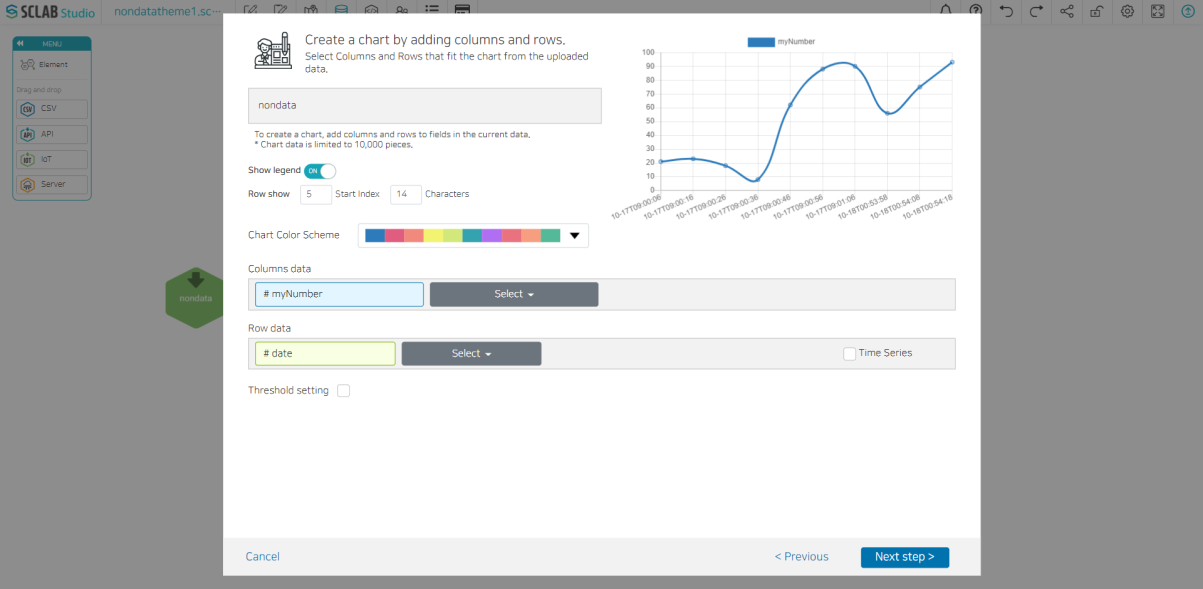 SCLAB Studio
nondatatheme1.sc...
MENU
Element
Drag and drop
CSV CSV
API API
IoT IoT
Server
nondata
Create a chart by adding columns and rows.
Select Columns and Rows that fit the chart from the uploaded
data.
nondata
To create a chart, add columns and rows to fields in the current data.
* Chart data is limited to 10,000 pieces.
Show legend ON
Row show 5 Start Index 14 Characters
Chart Color Scheme
myNumber
100
90
80
70
60
50
40
30
20
10
0
10-17T09:00:06
10-17T09:00:16
10-17T09:00:26
10-17T09:00:36
10-17T09:00:46
10-17T09:00:56
10-17T09:01:06
10-18T00:53:58
10-18T00:54:08
10-18T00:54:18
Columns data
# myNumber Select
Row data
# date Select Time Series
Threshold setting
Cancel < Previous Next step >